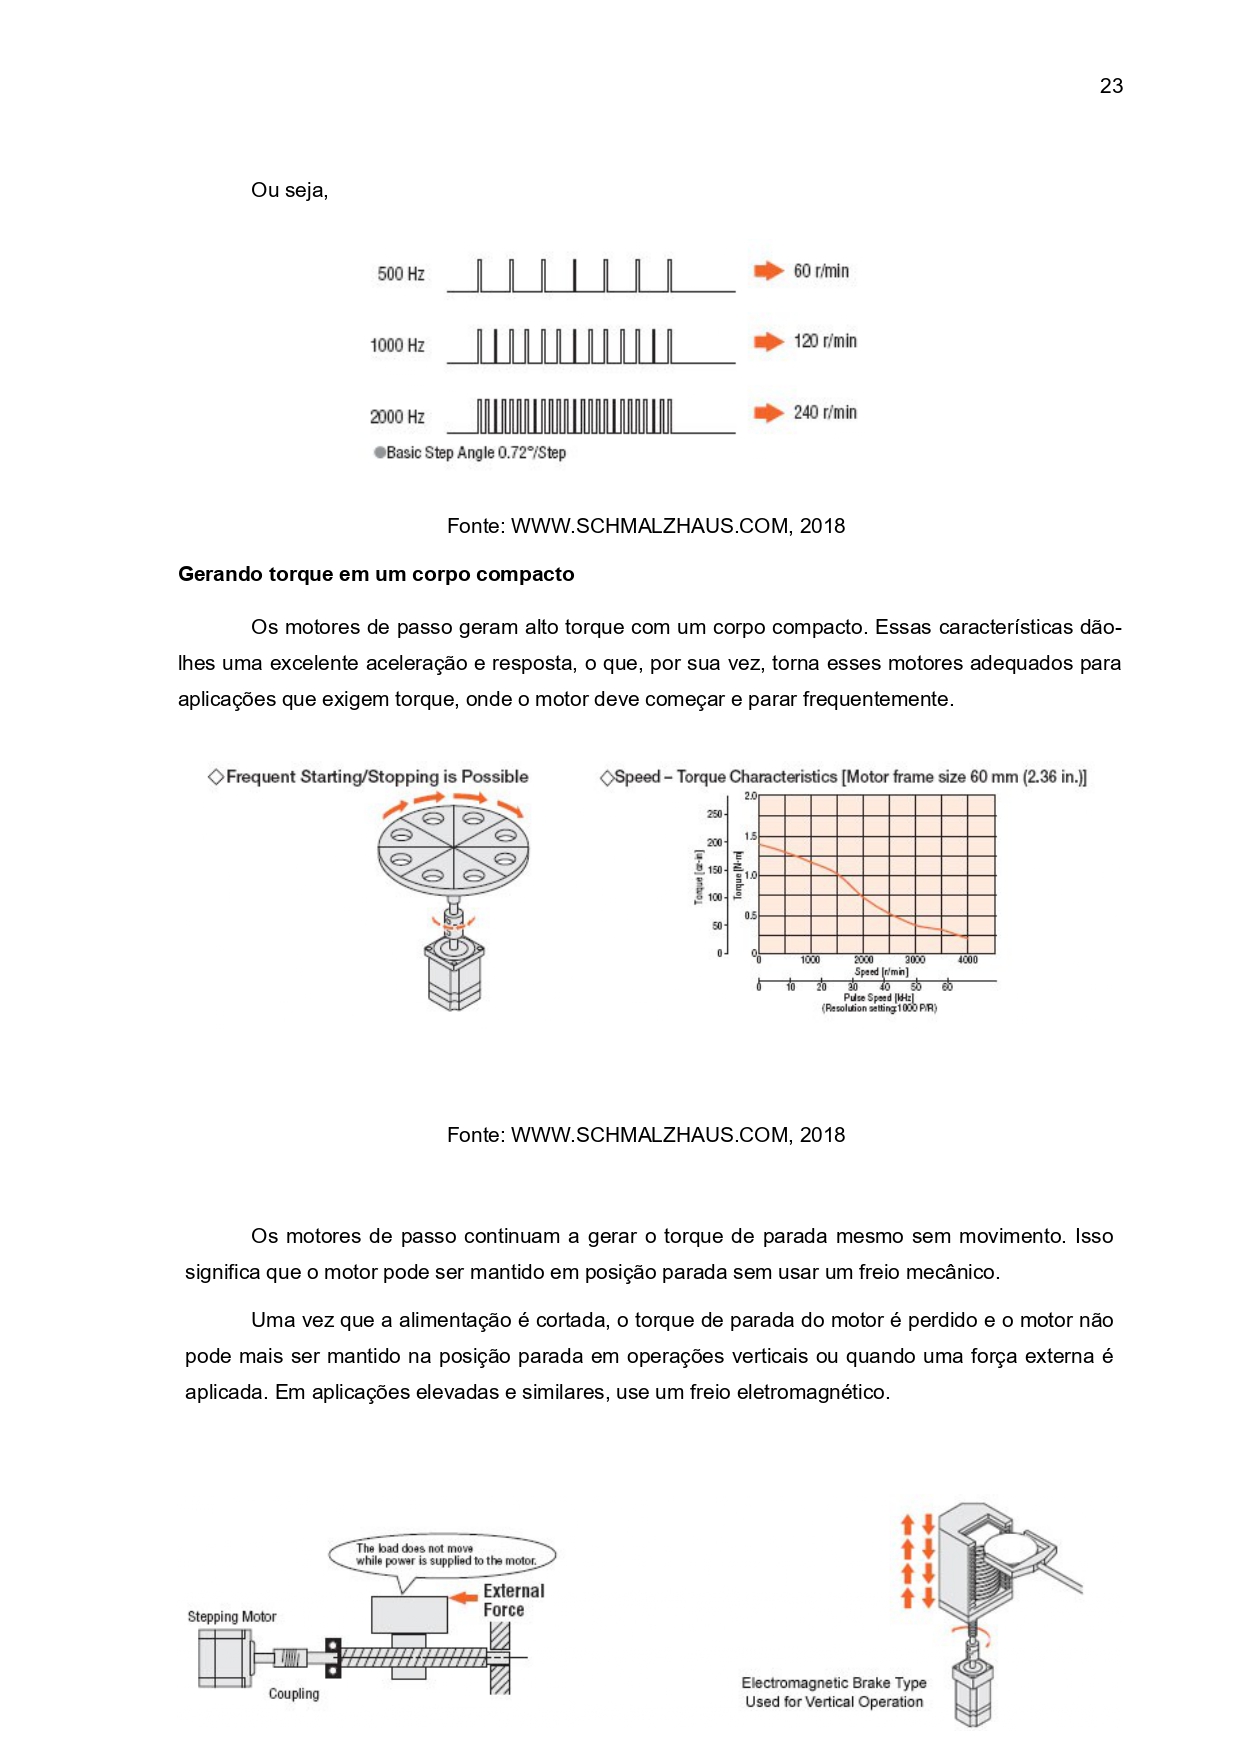 23
Ou seja,
500 Hz
60 r/min
1000 Hz
120 r/min
2000 Hz
240 r/min
Basic Step Angle 0.72°/Step
Fonte: WWW.SCHMALZHAUS.COM, 2018
Gerando torque em um corpo compacto
Os motores de passo geram alto torque com um corpo compacto. Essas características dão-
lhes uma excelente aceleração e resposta, o que, por sua vez, torna esses motores adequados para
aplicações que exigem torque, onde o motor deve começar e parar frequentemente.
◇Frequent Starting/Stopping is Possible
◇Speed – Torque Characteristics [Motor frame size 60 mm (2.36 in.)]
Torque [oz-in]
250
200
150
100
50
0
Torque [N·m]
2.0
1.5
1.0
0.5
0
0 1000 2000 3000 4000
Speed [r/min]
0 10 20 30 40 50 60
Pulse Speed [kHz]
(Resolution setting:1000 P/R)
Fonte: WWW.SCHMALZHAUS.COM, 2018
Os motores de passo continuam a gerar o torque de parada mesmo sem movimento. Isso
significa que o motor pode ser mantido em posição parada sem usar um freio mecânico.
Uma vez que a alimentação é cortada, o torque de parada do motor é perdido e o motor não
pode mais ser mantido na posição parada em operações verticais ou quando uma força externa é
aplicada. Em aplicações elevadas e similares, use um freio eletromagnético.
The load does not move
while power is supplied to the motor.
External
Force
Stepping Motor
Coupling
Electromagnetic Brake Type
Used for Vertical Operation